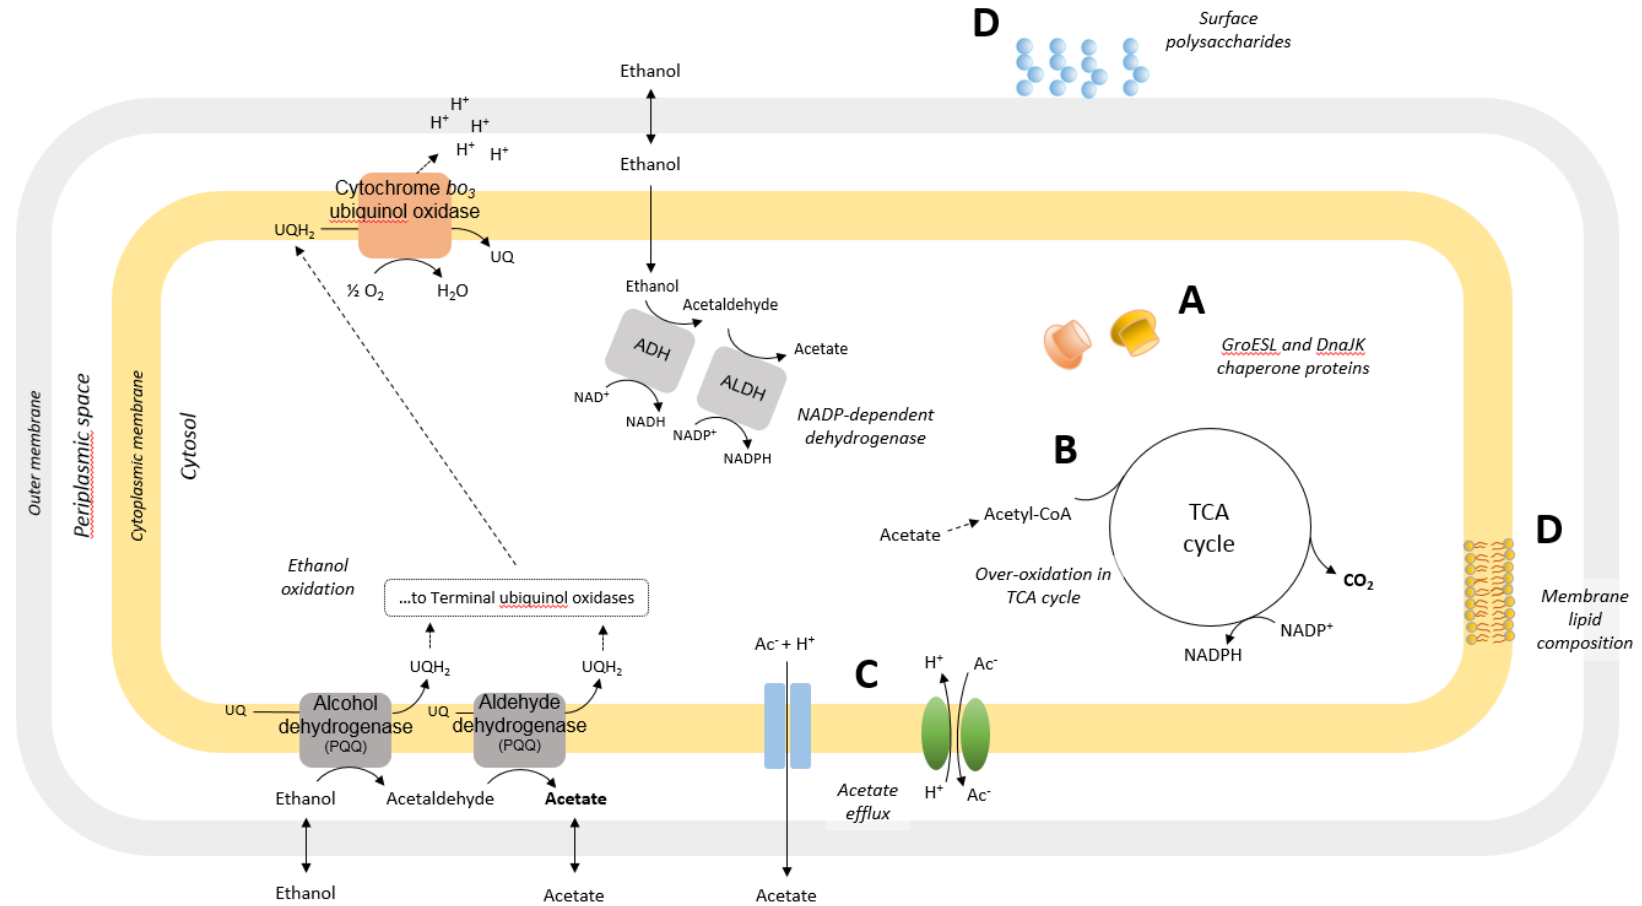 D
Surface
polysaccharides
Ethanol
H⁺
H⁺
H⁺
H⁺
H⁺
Ethanol
Cytochrome bo₃
ubiquinol oxidase
UQH₂
UQ
½ O₂
H₂O
Ethanol
Acetaldehyde
Acetate
ADH
ALDH
NAD⁺
NADH
NADP⁺
NADPH
NADP-dependent
dehydrogenase
A
GroESL and DnaJK
chaperone proteins
Outer membrane
Periplasmic space
Cytoplasmic membrane
Cytosol
B
Acetate
Acetyl-CoA
TCA
cycle
Over-oxidation in
TCA cycle
CO₂
NADP⁺
NADPH
D
Membrane
lipid
composition
Ethanol
oxidation
...to Terminal ubiquinol oxidases
UQH₂
UQH₂
UQ
Alcohol
dehydrogenase
(PQQ)
UQ
Aldehyde
dehydrogenase
(PQQ)
Ethanol
Acetaldehyde
Acetate
Ethanol
Acetate
Ac⁻ + H⁺
Acetate
C
H⁺
Ac⁻
H⁺
Ac⁻
Acetate
efflux